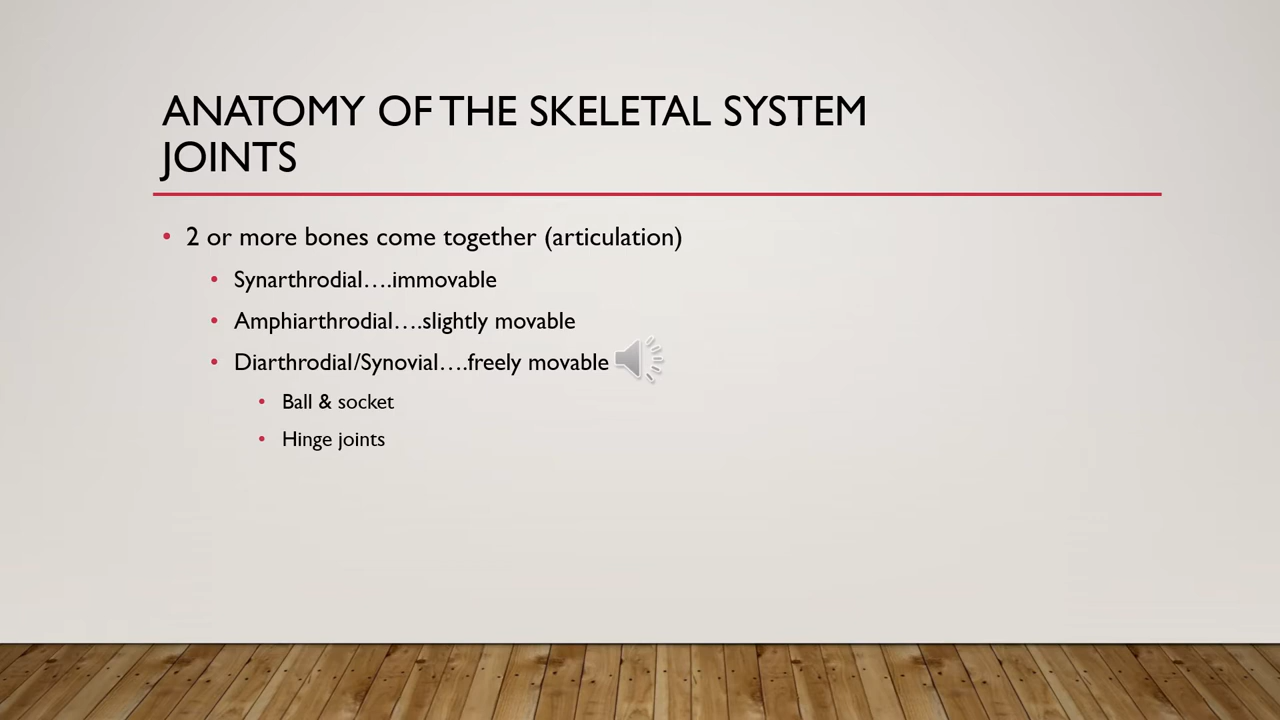 ANATOMY OF THE SKELETAL SYSTEM
JOINTS
• 2 or more bones come together (articulation)
• Synarthrodial….immovable
• Amphiarthrodial….slightly movable
• Diarthrodial/Synovial….freely movable
• Ball & socket
• Hinge joints